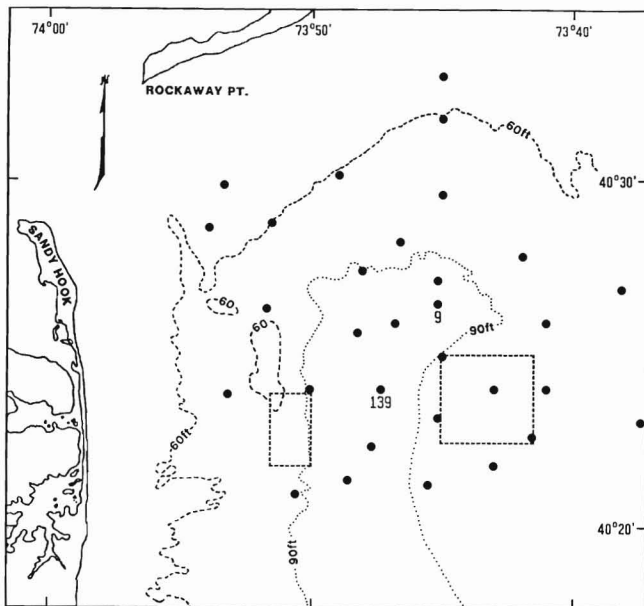 74°00'
73°50'
73°40'
N
ROCKAWAY PT.
60ft
40°30'
SANDY HOOK
60
9
60
90ft
139
60ft
40°20'
90ft